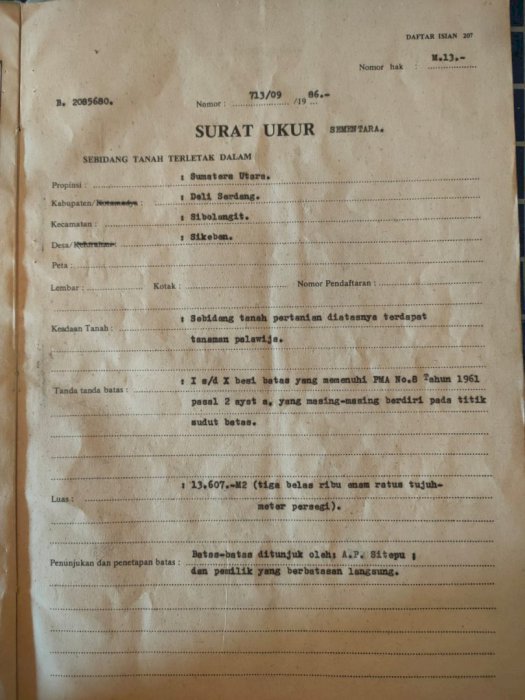 DAFTAR ISIAN 207
Nomor hak : M.13.-
B. 2085680. Nomor : 713/09 /19 86.-
SURAT UKUR SEMENTARA.
SEBIDANG TANAH TERLETAK DALAM
Propinsi : : Sumatera Utara.
Kabupaten/Kotamadya : : Deli Serdang.
Kecamatan : : Sibolangit.
Desa/Kelurahan: : Sikeben.
Peta :
Lembar : Kotak : Nomor Pendaftaran :
Keadaan Tanah : : Sebidang tanah pertanian diatasnya terdapat
tanaman palawija.
Tanda tanda batas : : I s/d X besi batas yang memenuhi PMA No.8 Tahun 1961
pasal 2 ayat a, yang masing-masing berdiri pada titik
sudut batas.
Luas : : 13.607.-M2 (tiga belas ribu enam ratus tujuh-
meter persegi).
Penunjukan dan penetapan batas : Batas-batas ditunjuk oleh: A.P. Sitepu ;
dan pemilik yang berbatasan langsung.